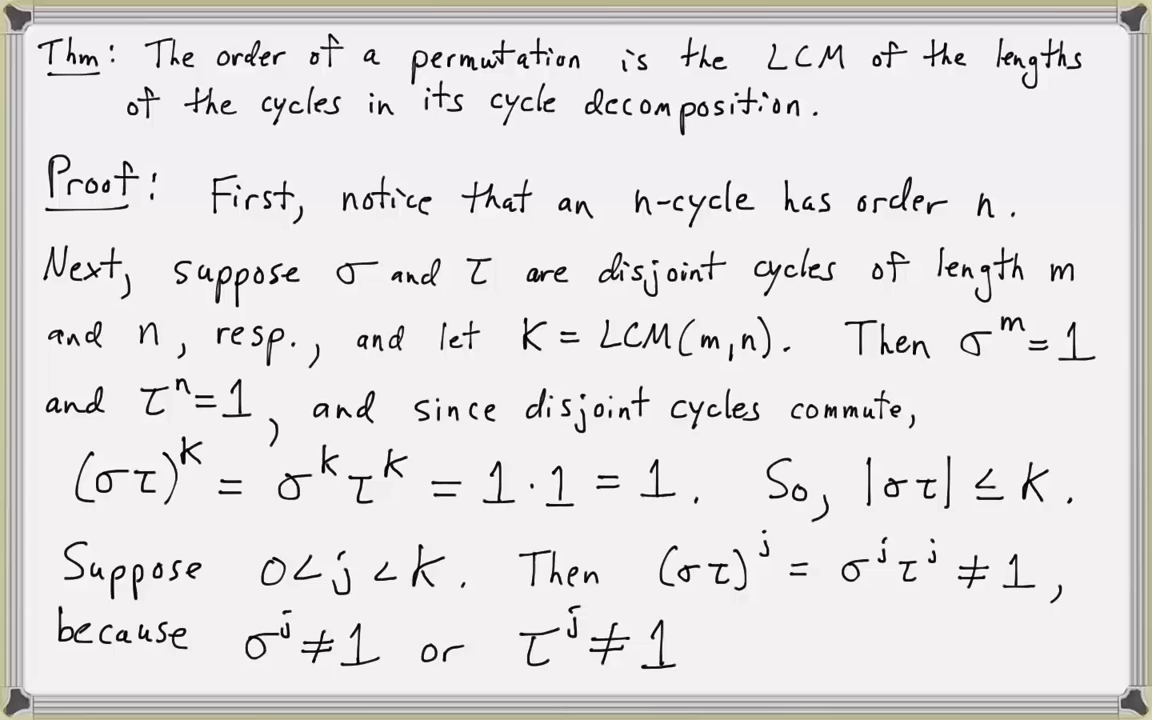 Thm: The order of a permutation is the LCM of the lengths
of the cycles in its cycle decomposition.
Proof: First, notice that an n-cycle has order n.
Next, suppose σ and τ are disjoint cycles of length m
and n, resp., and let K = LCM(m,n). Then σ^m = 1
and τ^n = 1, and since disjoint cycles commute,
(στ)^K = σ^K τ^K = 1·1 = 1. So, |στ| ≤ K.
Suppose 0<j<K. Then (στ)^j = σ^j τ^j ≠ 1,
because σ^j ≠ 1 or τ^j ≠ 1